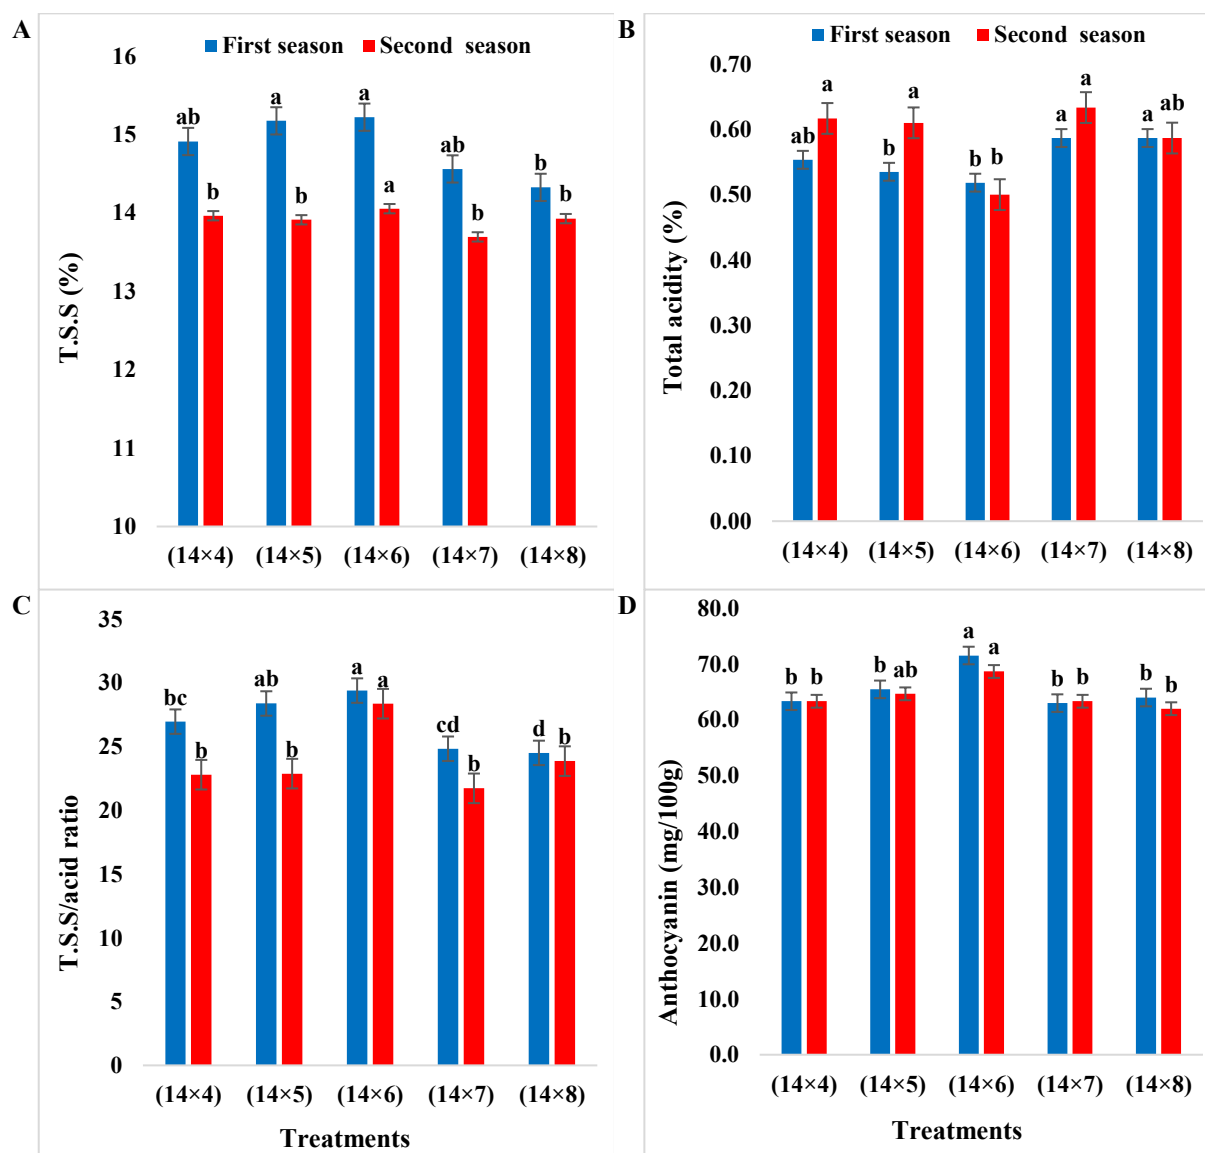 A
First season Second season
16
15
14
13
12
11
10
T.S.S (%)
ab a a ab b
b b a b b
(14×4) (14×5) (14×6) (14×7) (14×8)
B
First season Second season
0.70
0.60
0.50
0.40
0.30
0.20
0.10
0.00
Total acidity (%)
ab b b a a
a a b a ab
(14×4) (14×5) (14×6) (14×7) (14×8)
C
35
30
25
20
15
10
5
0
T.S.S/acid ratio
bc ab a cd d
b b a b b
(14×4) (14×5) (14×6) (14×7) (14×8)
Treatments
D
80.0
70.0
60.0
50.0
40.0
30.0
20.0
10.0
0.0
Anthocyanin (mg/100g)
b b a b b
b ab a b b
(14×4) (14×5) (14×6) (14×7) (14×8)
Treatments